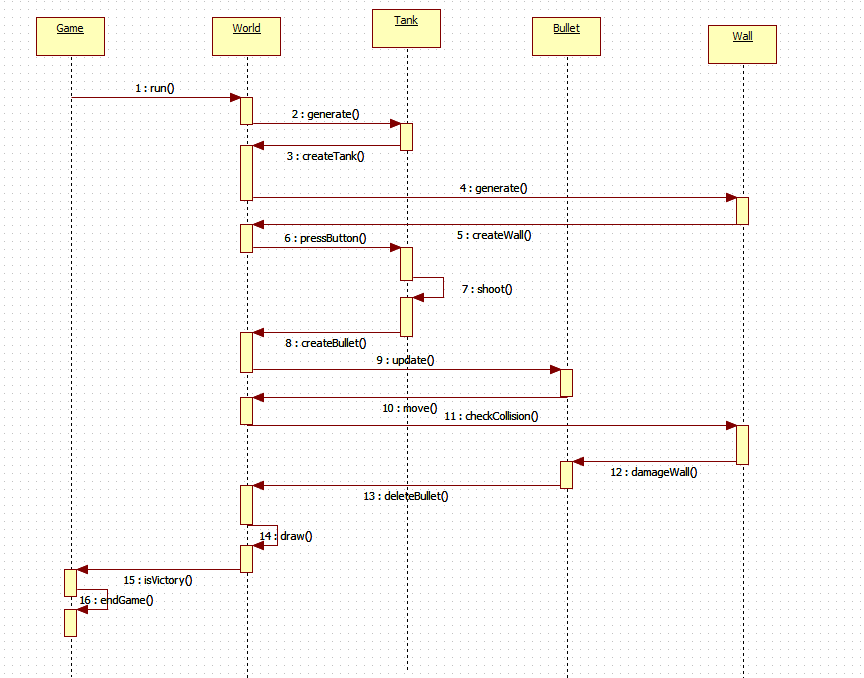 Game
World
Tank
Bullet
Wall
1 : run()
2 : generate()
3 : createTank()
4 : generate()
5 : createWall()
6 : pressButton()
7 : shoot()
8 : createBullet()
9 : update()
10 : move()
11 : checkCollision()
12 : damageWall()
13 : deleteBullet()
14 : draw()
15 : isVictory()
16 : endGame()